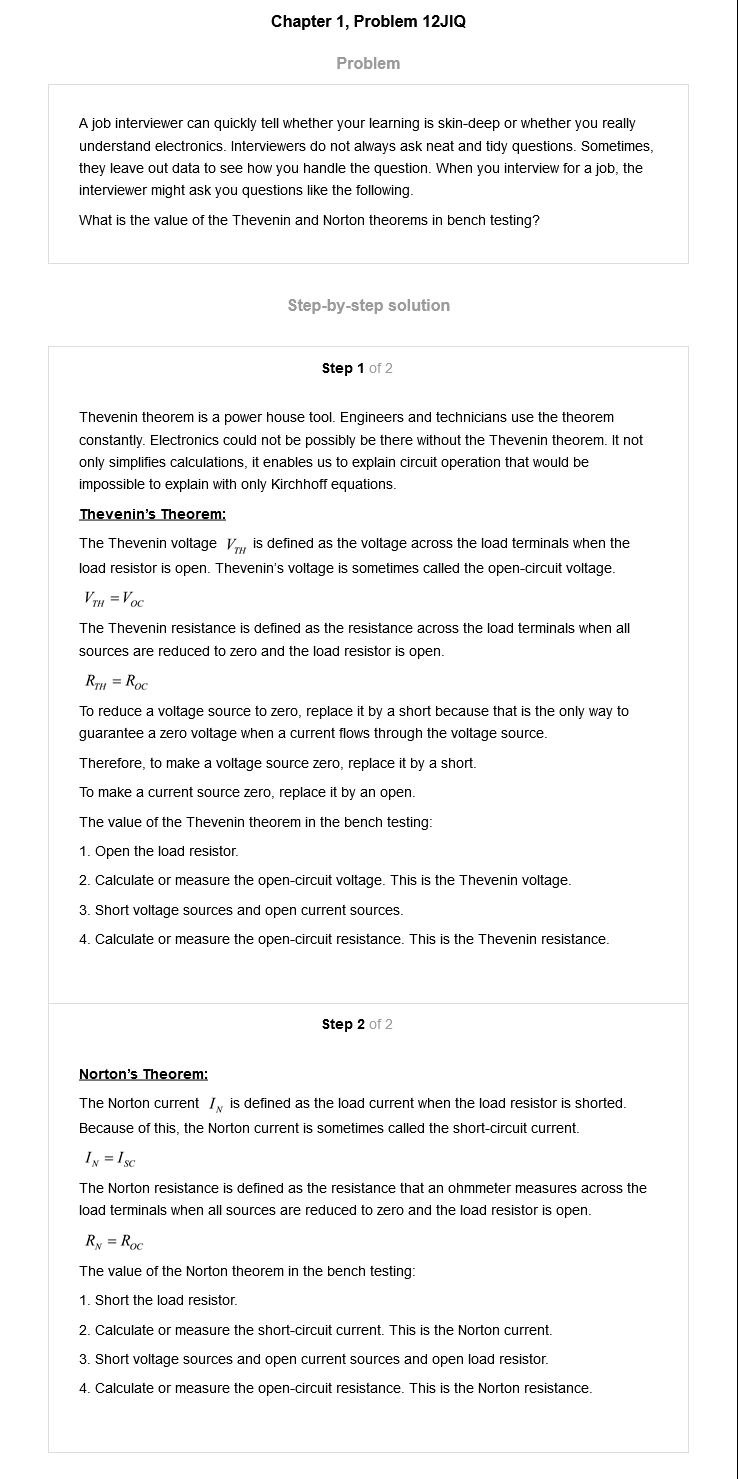 Chapter 1, Problem 12JIQ
Problem
A job interviewer can quickly tell whether your learning is skin-deep or whether you really
understand electronics. Interviewers do not always ask neat and tidy questions. Sometimes,
they leave out data to see how you handle the question. When you interview for a job, the
interviewer might ask you questions like the following.
What is the value of the Thevenin and Norton theorems in bench testing?
Step-by-step solution
Step 1 of 2
Thevenin theorem is a power house tool. Engineers and technicians use the theorem
constantly. Electronics could not be possibly be there without the Thevenin theorem. It not
only simplifies calculations, it enables us to explain circuit operation that would be
impossible to explain with only Kirchhoff equations.
Thevenin's Theorem:
The Thevenin voltage V_TH is defined as the voltage across the load terminals when the
load resistor is open. Thevenin's voltage is sometimes called the open-circuit voltage.
V_TH = V_OC
The Thevenin resistance is defined as the resistance across the load terminals when all
sources are reduced to zero and the load resistor is open.
R_TH = R_OC
To reduce a voltage source to zero, replace it by a short because that is the only way to
guarantee a zero voltage when a current flows through the voltage source.
Therefore, to make a voltage source zero, replace it by a short.
To make a current source zero, replace it by an open.
The value of the Thevenin theorem in the bench testing:
1. Open the load resistor.
2. Calculate or measure the open-circuit voltage. This is the Thevenin voltage.
3. Short voltage sources and open current sources.
4. Calculate or measure the open-circuit resistance. This is the Thevenin resistance.
Step 2 of 2
Norton's Theorem:
The Norton current I_N is defined as the load current when the load resistor is shorted.
Because of this, the Norton current is sometimes called the short-circuit current.
I_N = I_SC
The Norton resistance is defined as the resistance that an ohmmeter measures across the
load terminals when all sources are reduced to zero and the load resistor is open.
R_N = R_OC
The value of the Norton theorem in the bench testing:
1. Short the load resistor.
2. Calculate or measure the short-circuit current. This is the Norton current.
3. Short voltage sources and open current sources and open load resistor.
4. Calculate or measure the open-circuit resistance. This is the Norton resistance.